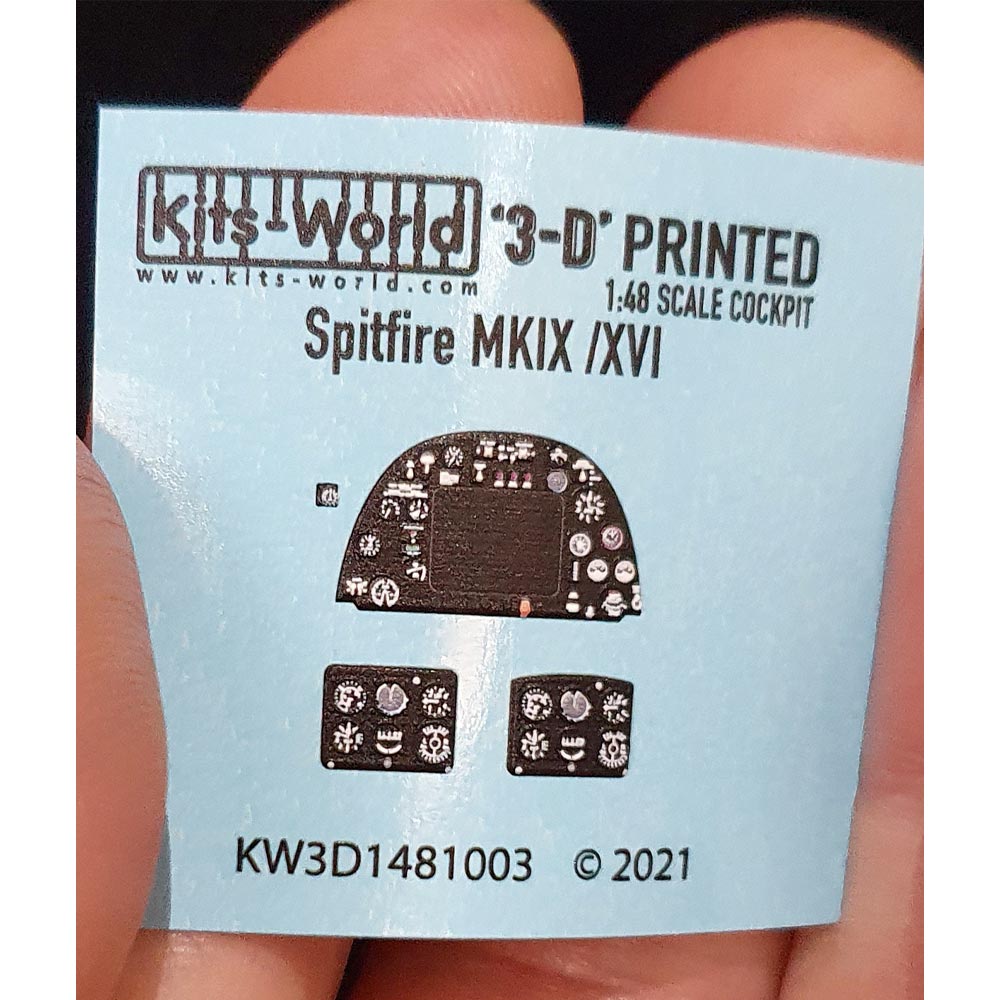 Kits-World '3-D' PRINTED
www.kits-world.com
1:48 SCALE COCKPIT
Spitfire MKIX /XVI
KW3D1481003 © 2021